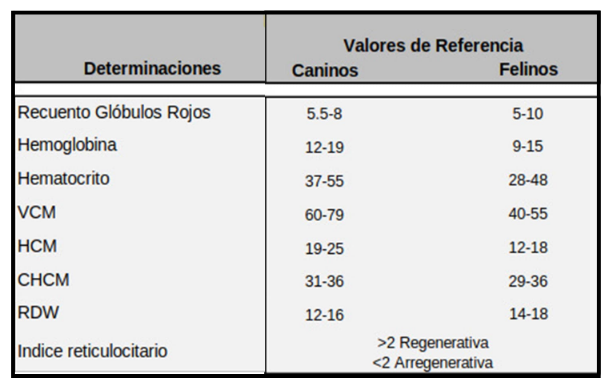 Valores de Referencia
Determinaciones Caninos Felinos
Recuento Glóbulos Rojos 5.5-8 5-10
Hemoglobina 12-19 9-15
Hematocrito 37-55 28-48
VCM 60-79 40-55
HCM 19-25 12-18
CHCM 31-36 29-36
RDW 12-16 14-18
Indice reticulocitario >2 Regenerativa
<2 Arregenerativa